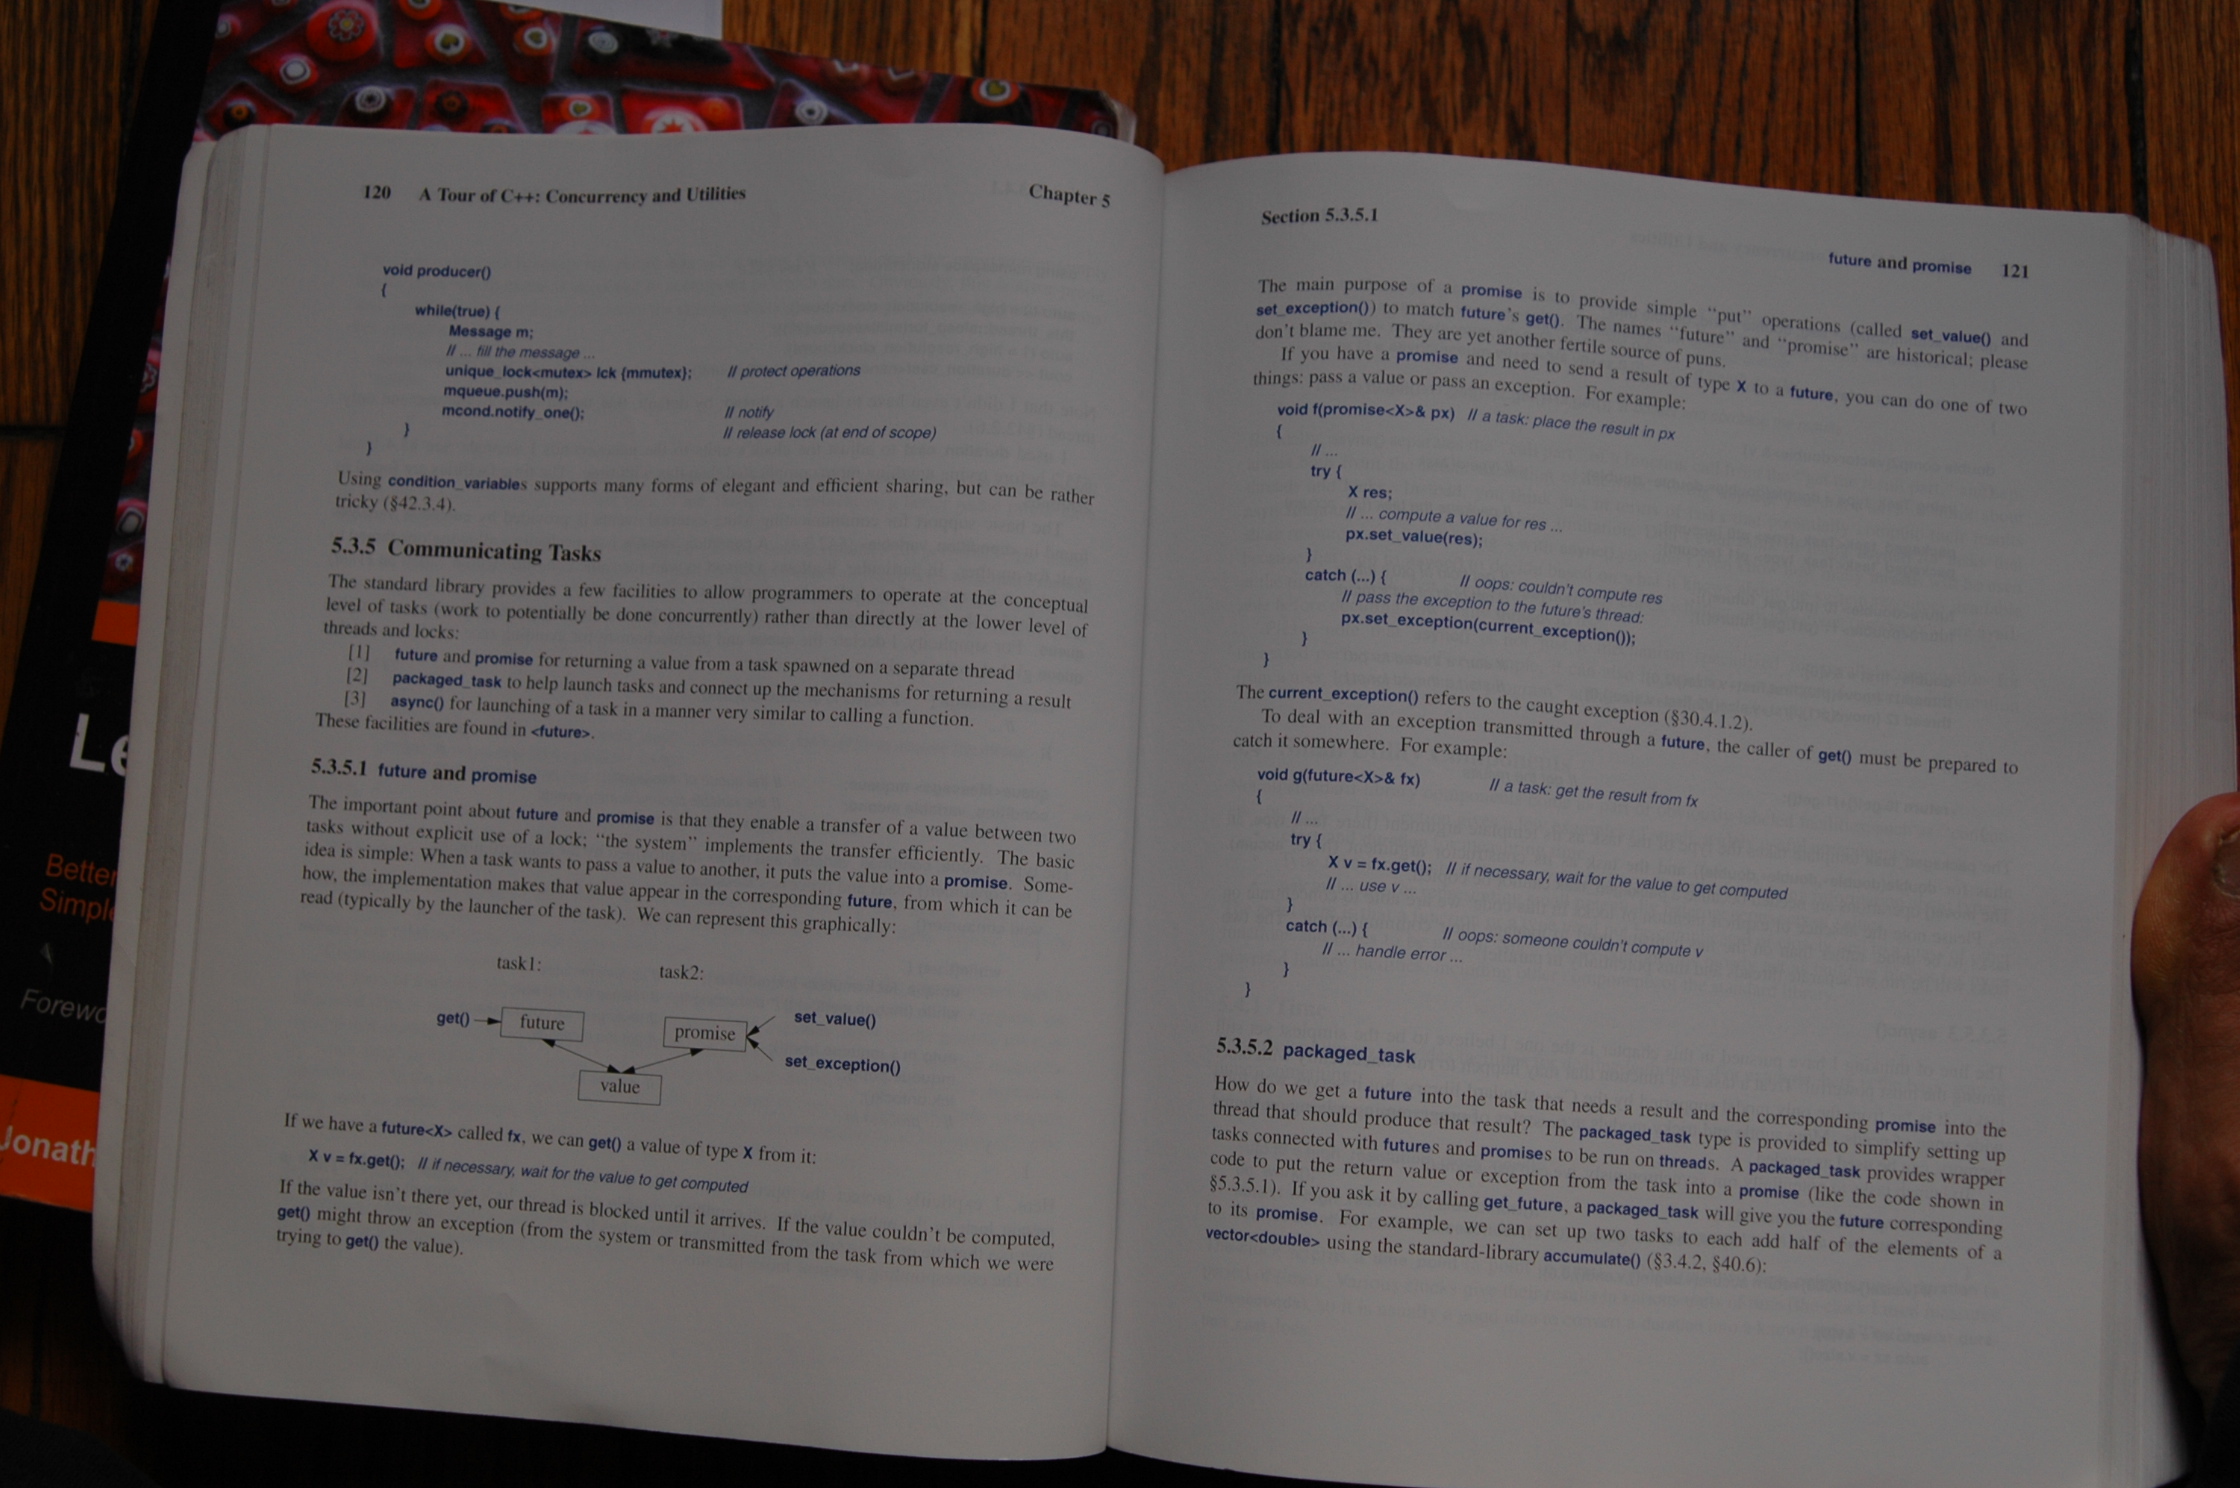 120 A Tour of C++: Concurrency and Utilities Chapter 5
void producer()
{
while(true) {
Message m;
// ... fill the message ...
unique_lock<mutex> lck {mmutex}; // protect operations
mqueue.push(m);
mcond.notify_one(); // notify
} // release lock (at end of scope)
}
Using condition_variables supports many forms of elegant and efficient sharing, but can be rather
tricky (§42.3.4).
5.3.5 Communicating Tasks
The standard library provides a few facilities to allow programmers to operate at the conceptual
level of tasks (work to potentially be done concurrently) rather than directly at the lower level of
threads and locks:
[1] future and promise for returning a value from a task spawned on a separate thread
[2] packaged_task to help launch tasks and connect up the mechanisms for returning a result
[3] async() for launching of a task in a manner very similar to calling a function.
These facilities are found in <future>.
5.3.5.1 future and promise
The important point about future and promise is that they enable a transfer of a value between two
tasks without explicit use of a lock; "the system" implements the transfer efficiently. The basic
idea is simple: When a task wants to pass a value to another, it puts the value into a promise. Some-
how, the implementation makes that value appear in the corresponding future, from which it can be
read (typically by the launcher of the task). We can represent this graphically:
task1:
task2:
get() future promise set_value()
set_exception()
value
If we have a future<X> called fx, we can get() a value of type X from it:
X v = fx.get(); // if necessary, wait for the value to get computed
If the value isn't there yet, our thread is blocked until it arrives. If the value couldn't be computed,
get() might throw an exception (from the system or transmitted from the task from which we were
trying to get() the value).
Section 5.3.5.1 future and promise 121
The main purpose of a promise is to provide simple "put" operations (called set_value() and
set_exception()) to match future's get(). The names "future" and "promise" are historical; please
don't blame me. They are yet another fertile source of puns.
If you have a promise and need to send a result of type X to a future, you can do one of two
things: pass a value or pass an exception. For example:
void f(promise<X>& px) // a task: place the result in px
{
// ...
try {
X res;
// ... compute a value for res ...
px.set_value(res);
}
catch (...) { // oops: couldn't compute res
// pass the exception to the future's thread:
px.set_exception(current_exception());
}
}
The current_exception() refers to the caught exception (§30.4.1.2).
To deal with an exception transmitted through a future, the caller of get() must be prepared to
catch it somewhere. For example:
void g(future<X>& fx) // a task: get the result from fx
{
// ...
try {
X v = fx.get(); // if necessary, wait for the value to get computed
// ... use v ...
}
catch (...) { // oops: someone couldn't compute v
// ... handle error ...
}
}
5.3.5.2 packaged_task
How do we get a future into the task that needs a result and the corresponding promise into the
thread that should produce that result? The packaged_task type is provided to simplify setting up
tasks connected with futures and promises to be run on threads. A packaged_task provides wrapper
code to put the return value or exception from the task into a promise (like the code shown in
§5.3.5.1). If you ask it by calling get_future, a packaged_task will give you the future corresponding
to its promise. For example, we can set up two tasks to each add half of the elements of a
vector<double> using the standard-library accumulate() (§3.4.2, §40.6):
Le
Better
Simple
Forewo
Jonath